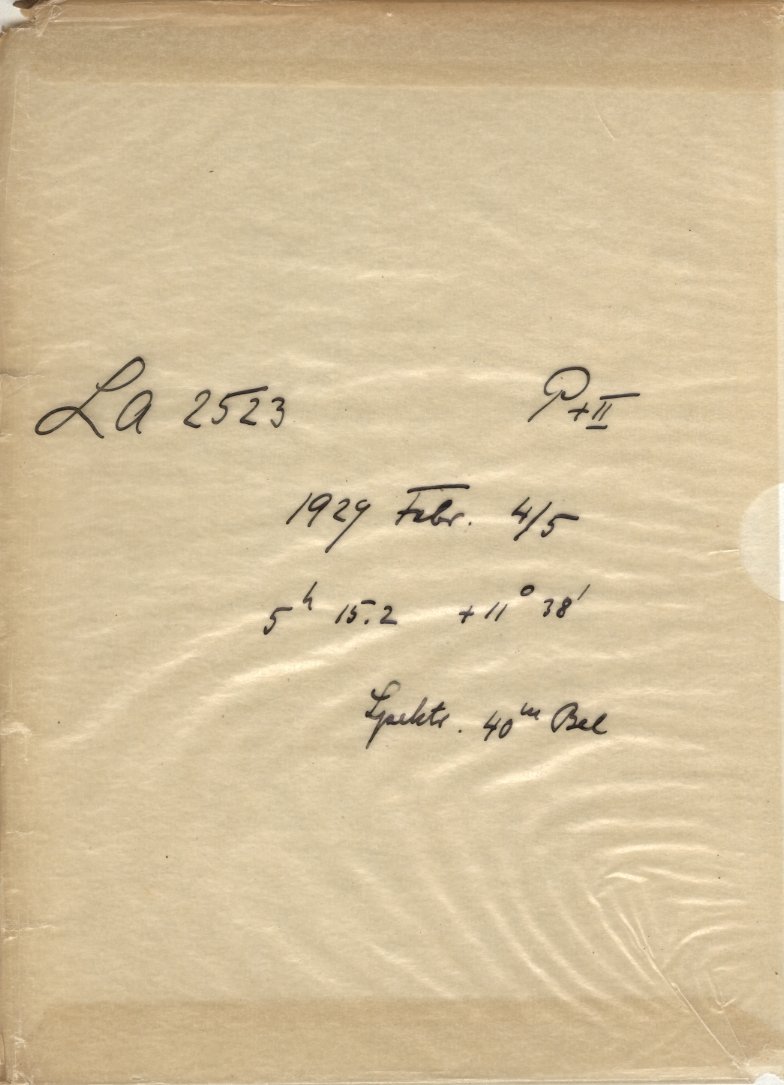 La 2523 P+II
1929 Febr. 4/5
5ʰ 15.2 +11° 38'
Spektr. 40ᵐ Bel